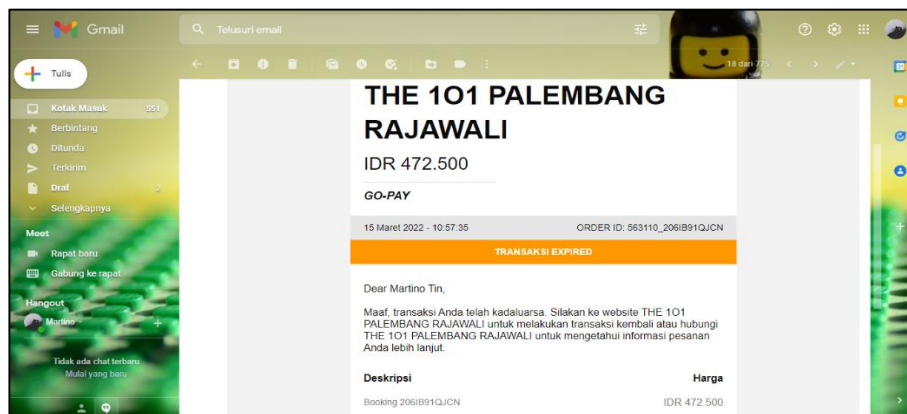 Gmail
Telusuri email
Tulis
18 dari 775
Kotak Masuk 551
Berbintang
Ditunda
Terkirim
Draf 2
Selengkapnya
Meet
Rapat baru
Gabung ke rapat
Hangout
Martino
Tidak ada chat terbaru
Mulai yang baru
THE 1O1 PALEMBANG
RAJAWALI
IDR 472.500
GO-PAY
15 Maret 2022 - 10:57:35 ORDER ID: 563110_206IB91QJCN
TRANSAKSI EXPIRED
Dear Martino Tin,
Maaf, transaksi Anda telah kadaluarsa. Silakan ke website THE 1O1
PALEMBANG RAJAWALI untuk melakukan transaksi kembali atau hubungi
THE 1O1 PALEMBANG RAJAWALI untuk mengetahui informasi pesanan
Anda lebih lanjut.
Deskripsi Harga
Booking 206IB91QJCN IDR 472.500